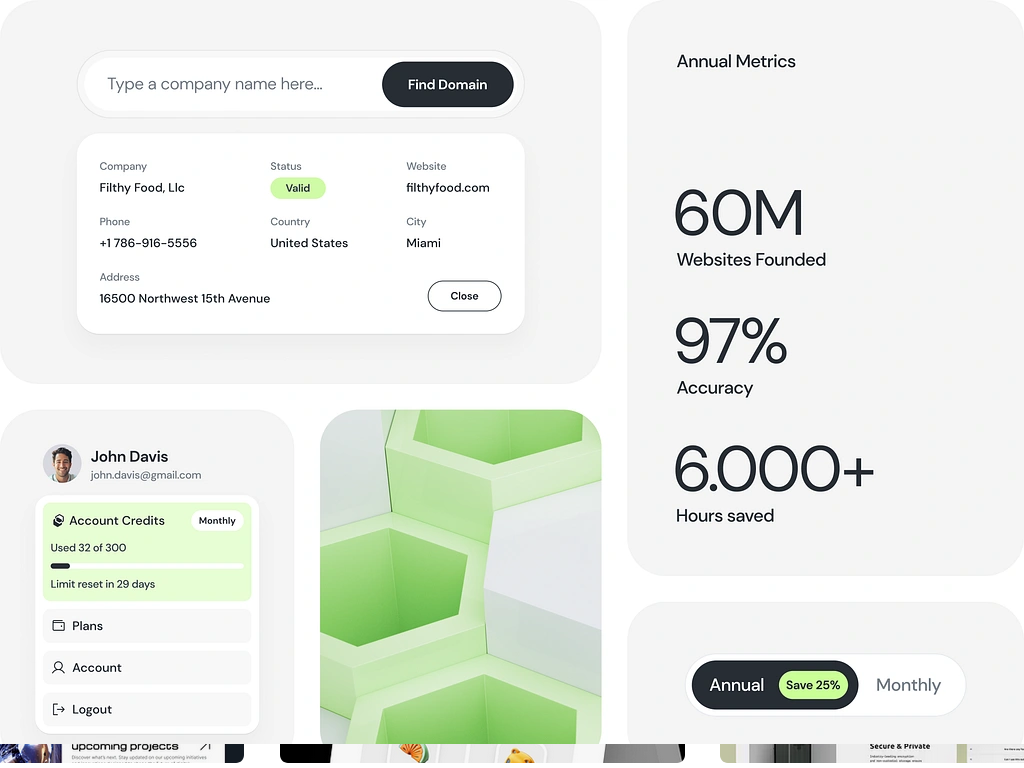 Type a company name here...
Find Domain
Company
Status
Website
Filthy Food, Llc
Valid
filthyfood.com
Phone
Country
City
+1 786-916-5556
United States
Miami
Address
16500 Northwest 15th Avenue
Close
Annual Metrics
60M
Websites Founded
97%
Accuracy
6.000+
Hours saved
John Davis
john.davis@gmail.com
Account Credits
Monthly
Used 32 of 300
Limit reset in 29 days
Plans
Account
Logout
Annual
Save 25%
Monthly
upcoming projects
Discover what's next. Stay updated on our upcoming initiatives
Secure & Private